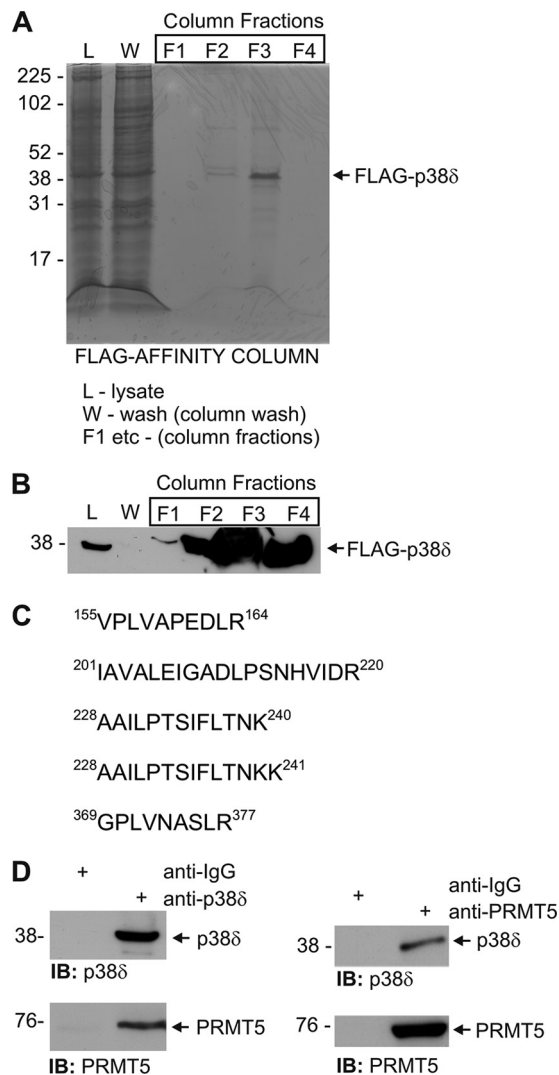 A
Column Fractions
L W F1 F2 F3 F4
225 -
102 -
52 -
38 -
FLAG-p38δ
31 -
17 -
FLAG-AFFINITY COLUMN
L - lysate
W - wash (column wash)
F1 etc - (column fractions)
B
Column Fractions
L W F1 F2 F3 F4
38 -
FLAG-p38δ
C
155VPLVAPEDLR164
201IAVALEIGADLPSNHVIDR220
228AAILPTSIFLTNK240
228AAILPTSIFLTNKK241
369GPLVNASLR377
D
+ anti-IgG
+ anti-p38δ
38-
p38δ
IB: p38δ
76-
PRMT5
IB: PRMT5
+ anti-IgG
+ anti-PRMT5
38 -
p38δ
IB: p38δ
76 -
PRMT5
IB: PRMT5